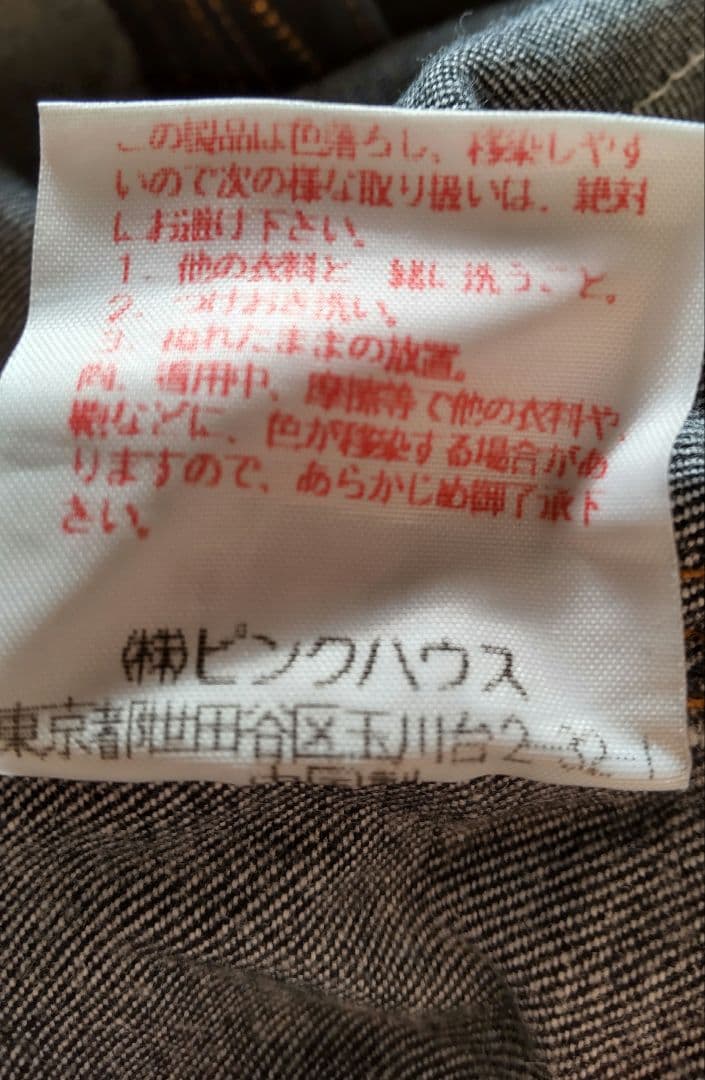 この製品は色落ちし、移染しやす
いので次の様な取り扱いは、絶対
にお避け下さい。
1、他の衣料と一緒に洗うこと。
2、つけおき洗い。
3、ぬれたままの放置。
尚、着用中、摩擦等で他の衣料や、
鞄などに、色が移染する場合があ
りますので、あらかじめ御了承下
さい。
㈱ピンクハウス
東京都世田谷区玉川台2-32-1
中国製